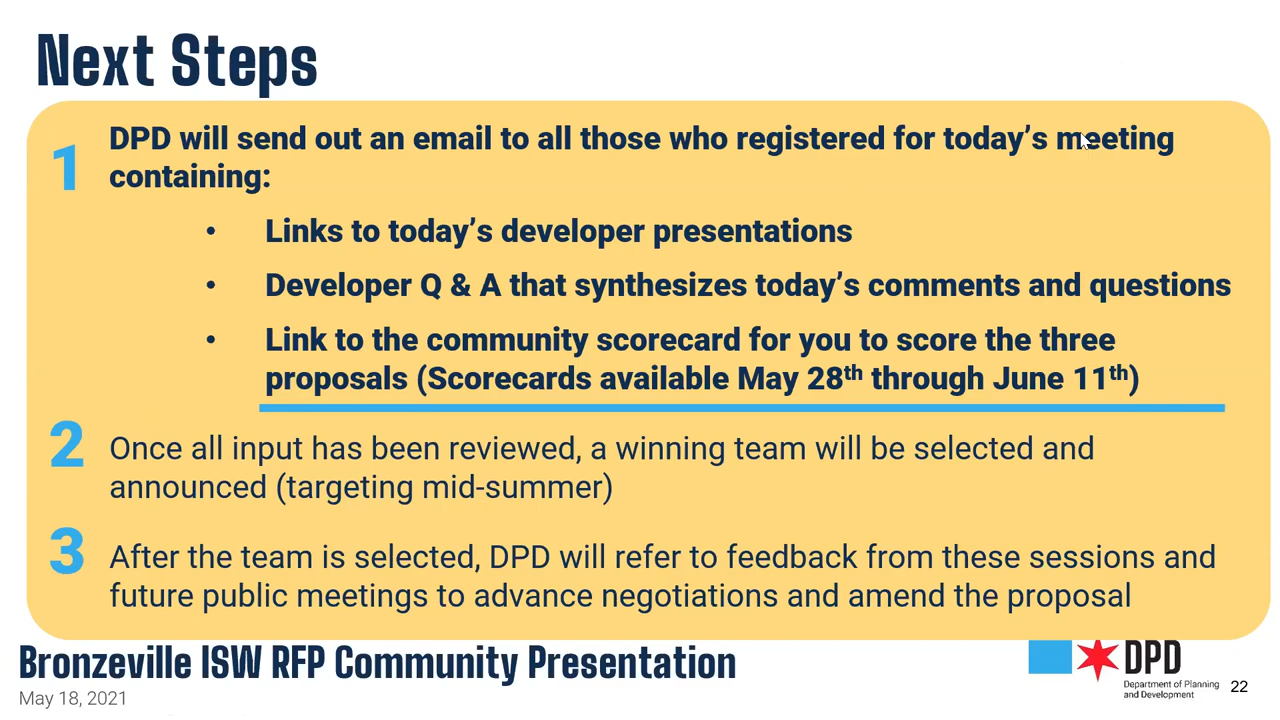 Next Steps
1
DPD will send out an email to all those who registered for today’s meeting
containing:
• Links to today’s developer presentations
• Developer Q & A that synthesizes today’s comments and questions
• Link to the community scorecard for you to score the three
proposals (Scorecards available May 28th through June 11th)
2
Once all input has been reviewed, a winning team will be selected and
announced (targeting mid-summer)
3
After the team is selected, DPD will refer to feedback from these sessions and
future public meetings to advance negotiations and amend the proposal
Bronzeville ISW RFP Community Presentation
May 18, 2021
DPD
Department of Planning
and Development
22